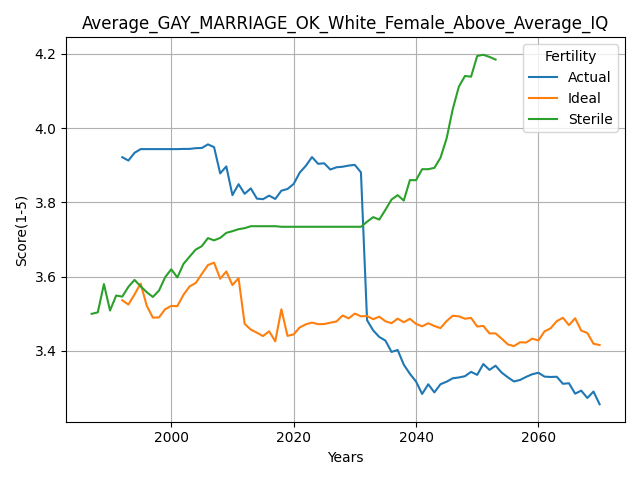 Average_GAY_MARRIAGE_OK_White_Female_Above_Average_IQ
Fertility
Actual
Ideal
Sterile
Score(1-5)
4.2
4.0
3.8
3.6
3.4
2000
2020
2040
2060
Years